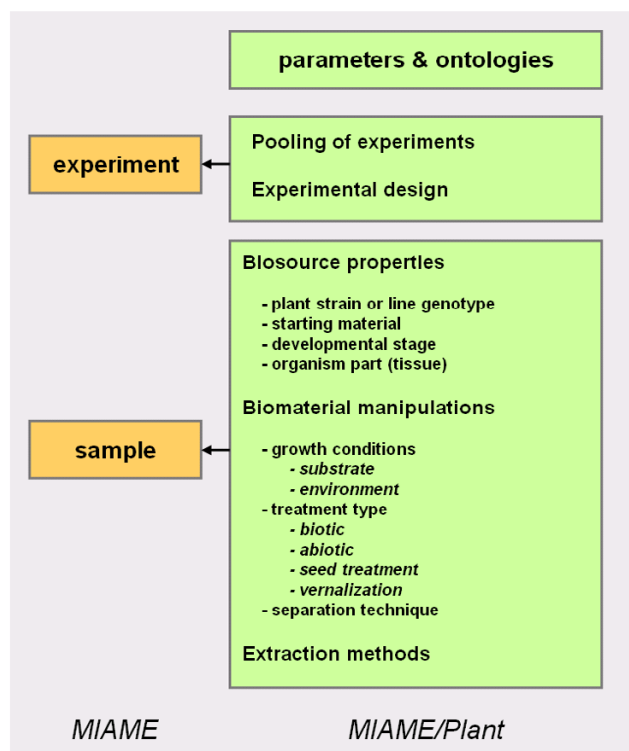 parameters & ontologies
experiment
Pooling of experiments
Experimental design
Biosource properties
- plant strain or line genotype
- starting material
- developmental stage
- organism part (tissue)
Biomaterial manipulations
sample
- growth conditions
- substrate
- environment
- treatment type
- biotic
- abiotic
- seed treatment
- vernalization
- separation technique
Extraction methods
MIAME
MIAME/Plant